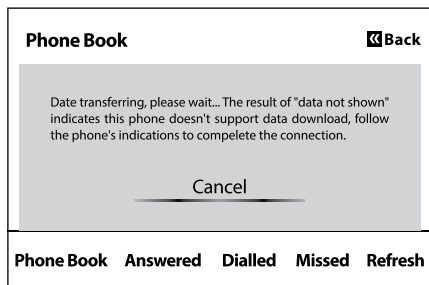 Phone Book Back
Date transferring, please wait... The result of "data not shown"
indicates this phone doesn't support data download, follow
the phone's indications to compelete the connection.
Cancel
Phone Book Answered Dialled Missed Refresh